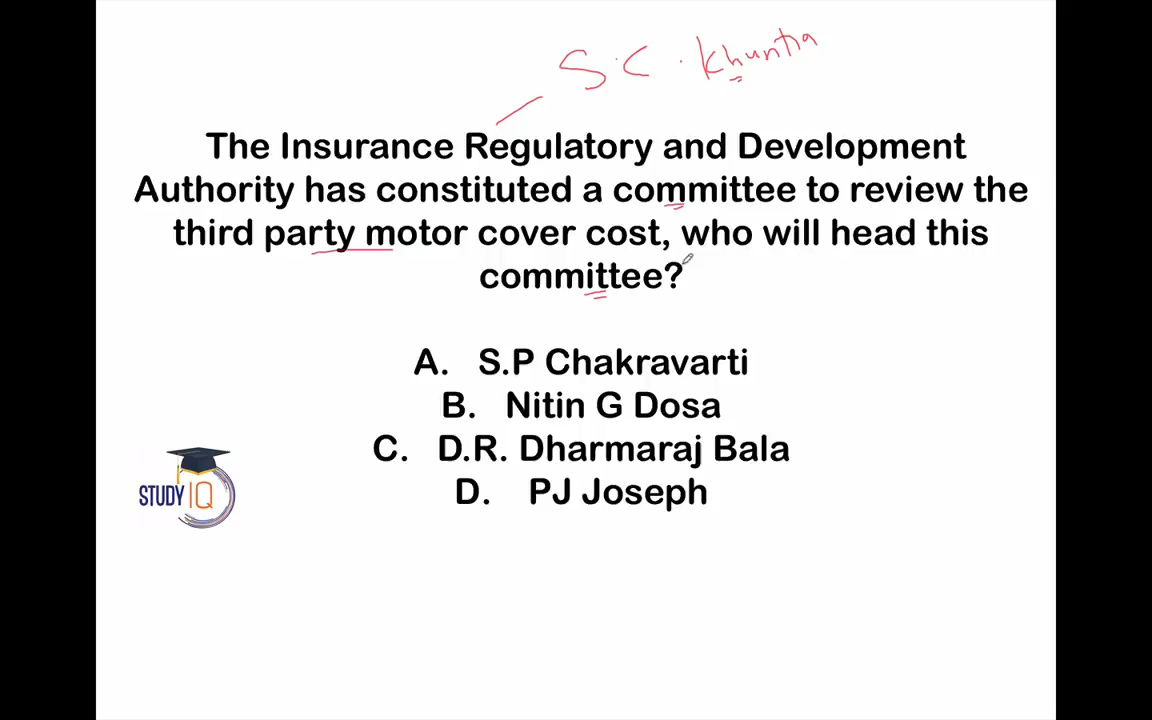 S.C. Khuntia
The Insurance Regulatory and Development
Authority has constituted a committee to review the
third party motor cover cost, who will head this
committee?
A. S.P Chakravarti
B. Nitin G Dosa
C. D.R. Dharmaraj Bala
D. PJ Joseph
STUDY IQ